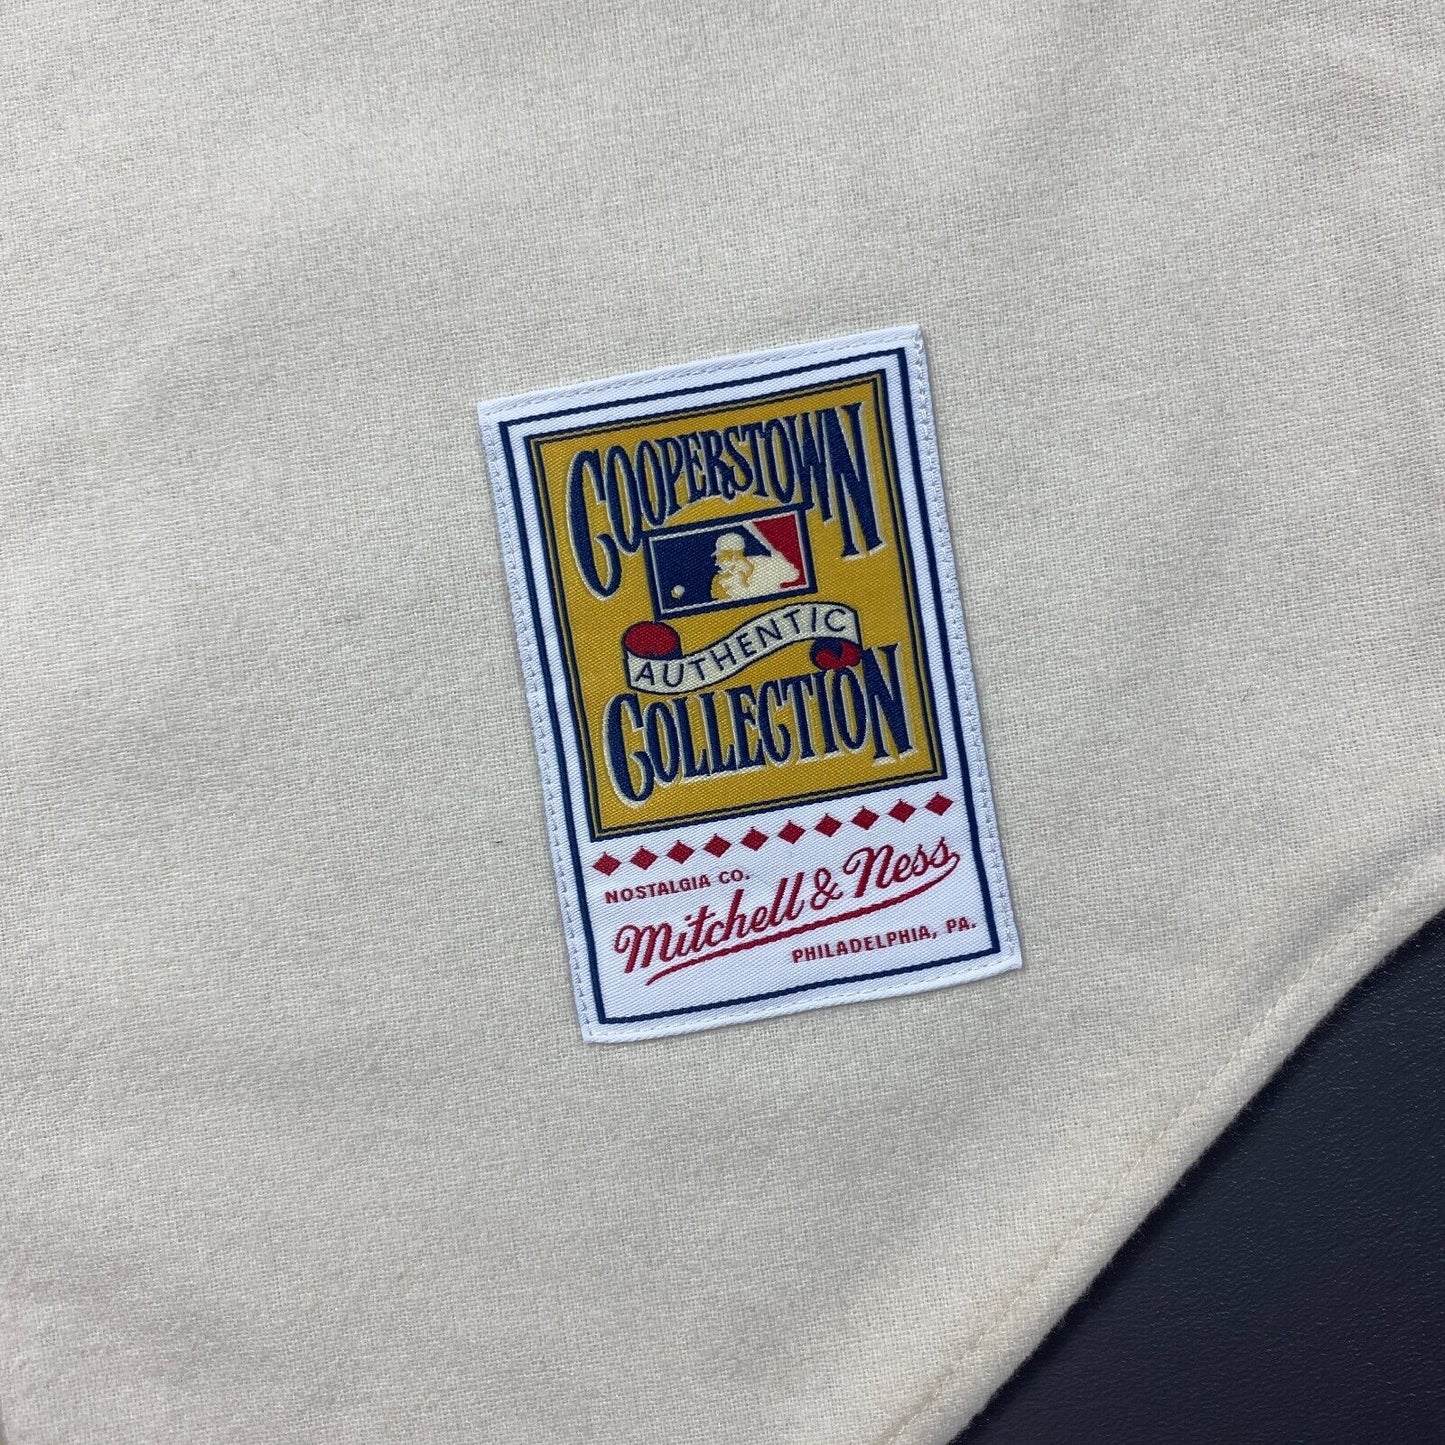 COOPERSTOWN
AUTHENTIC
COLLECTION
NOSTALGIA CO.
Mitchell & Ness
PHILADELPHIA, PA.